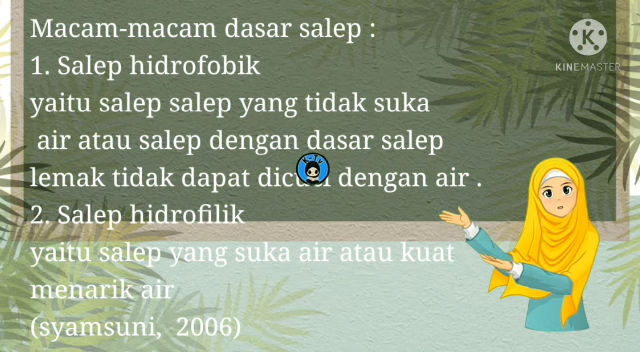 Macam-macam dasar salep :
1. Salep hidrofobik
yaitu salep salep yang tidak suka
air atau salep dengan dasar salep
lemak tidak dapat dengan air .
2. Salep hidrofilik
yaitu salep yang suka air atau kuat
menarik air
(syamsuni, 2006)
K
KINEMASTER